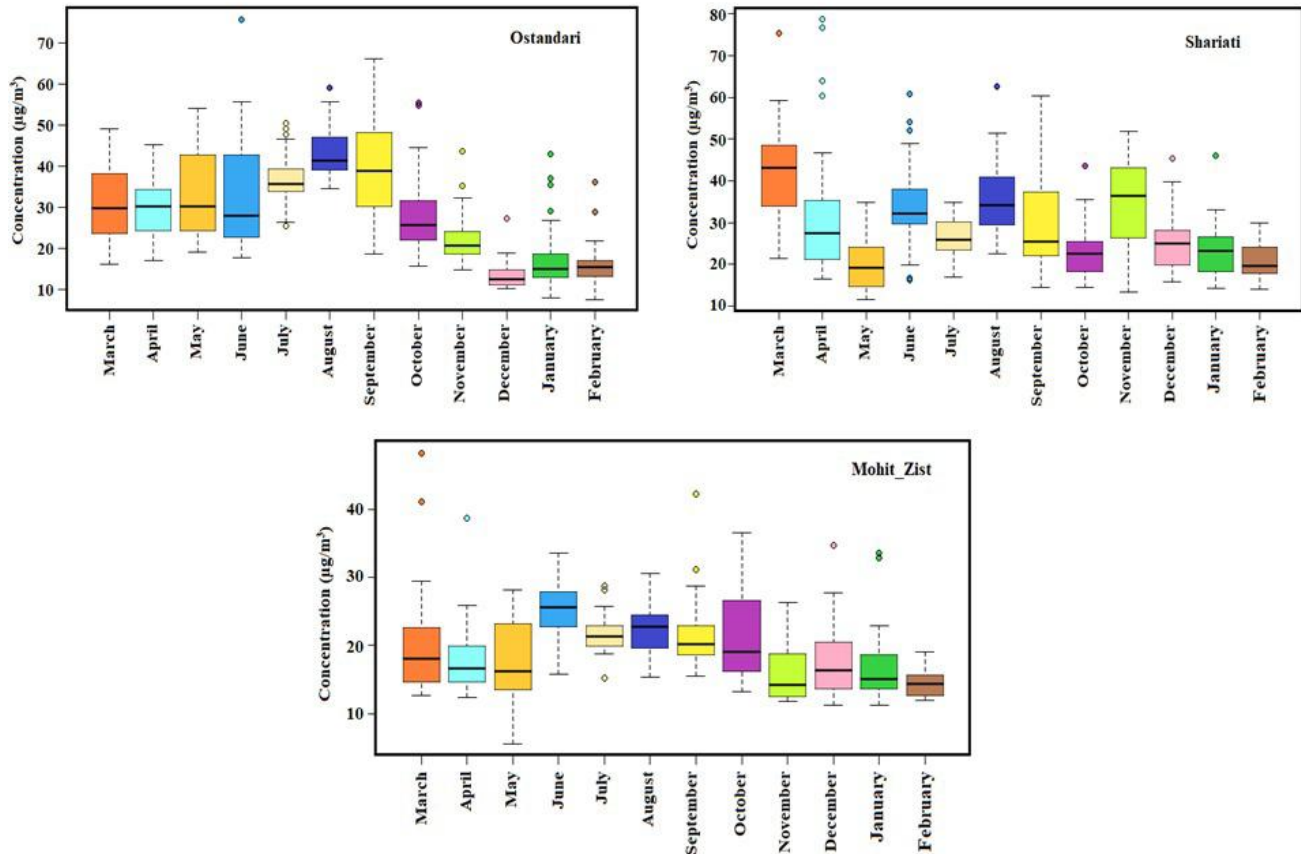 Ostandari
Concentration (μg/m³)
70
60
50
40
30
20
10
March
April
May
June
July
August
September
October
November
December
January
February
Shariati
Concentration (μg/m³)
80
70
60
50
40
30
20
10
March
April
May
June
July
August
September
October
November
December
January
February
Mohit_Zist
Concentration (μg/m³)
40
30
20
10
March
April
May
June
July
August
September
October
November
December
January
February